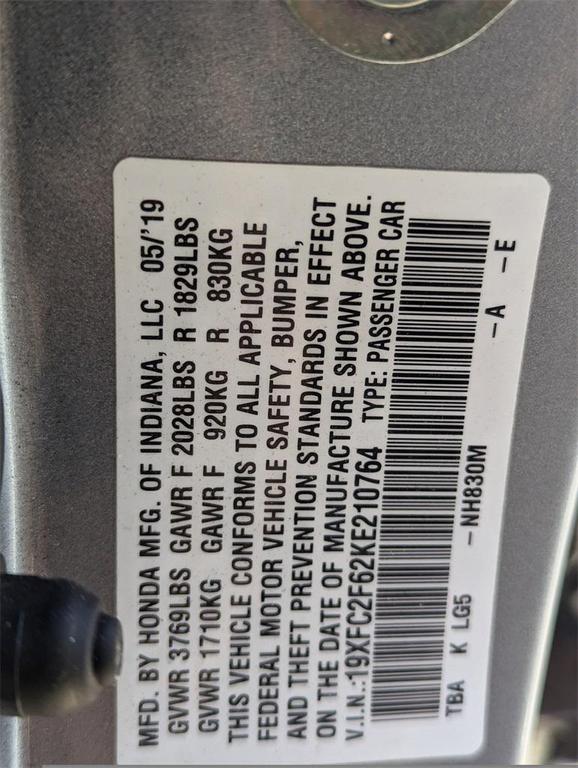 MFD. BY HONDA MFG. OF INDIANA, LLC 05/'19
GVWR 3769LBS GAWR F 2028LBS R 1829LBS
GVWR 1710KG GAWR F 920KG R 830KG
THIS VEHICLE CONFORMS TO ALL APPLICABLE
FEDERAL MOTOR VEHICLE SAFETY, BUMPER,
AND THEFT PREVENTION STANDARDS IN EFFECT
ON THE DATE OF MANUFACTURE SHOWN ABOVE.
V.I.N.:19XFC2F62KE210764 TYPE: PASSENGER CAR
TBA K LG5 -NH830M -A -E